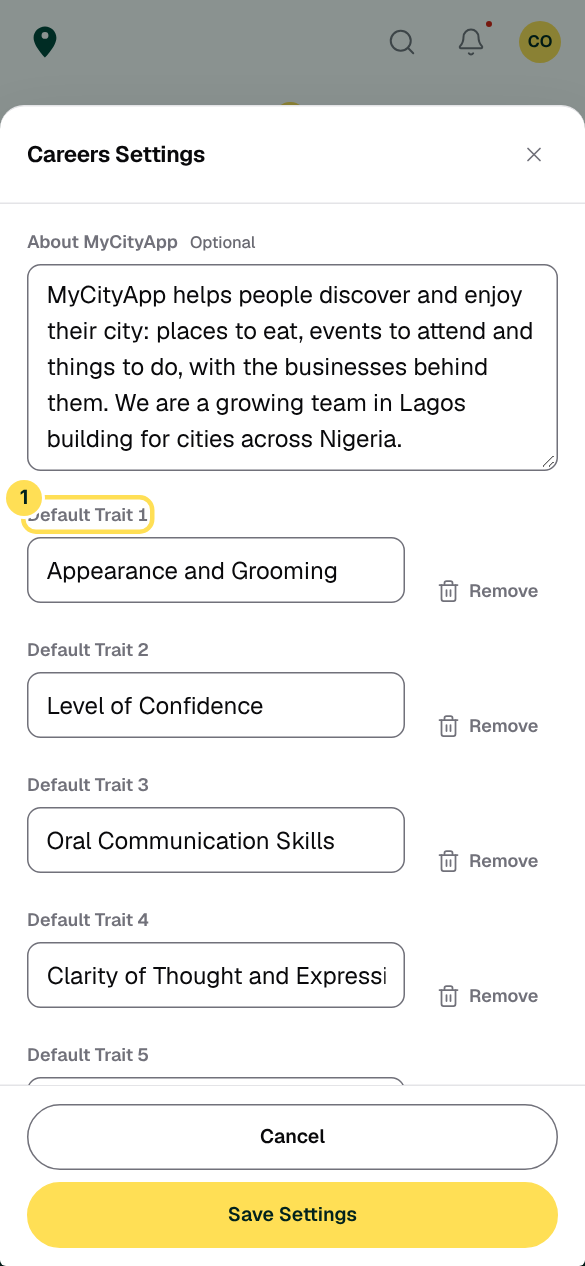 CO
Careers Settings
About MyCityApp Optional
MyCityApp helps people discover and enjoy
their city: places to eat, events to attend and
things to do, with the businesses behind
them. We are a growing team in Lagos
building for cities across Nigeria.
1
Default Trait 1
Appearance and Grooming
Remove
Default Trait 2
Level of Confidence
Remove
Default Trait 3
Oral Communication Skills
Remove
Default Trait 4
Clarity of Thought and Expressi
Remove
Default Trait 5
Cancel
Save Settings